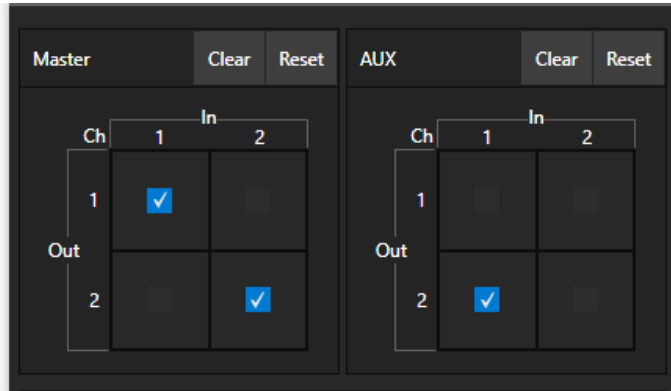 Master Clear Reset AUX Clear Reset
In In
Ch 1 2 Ch 1 2
1 1
Out Out
2 2